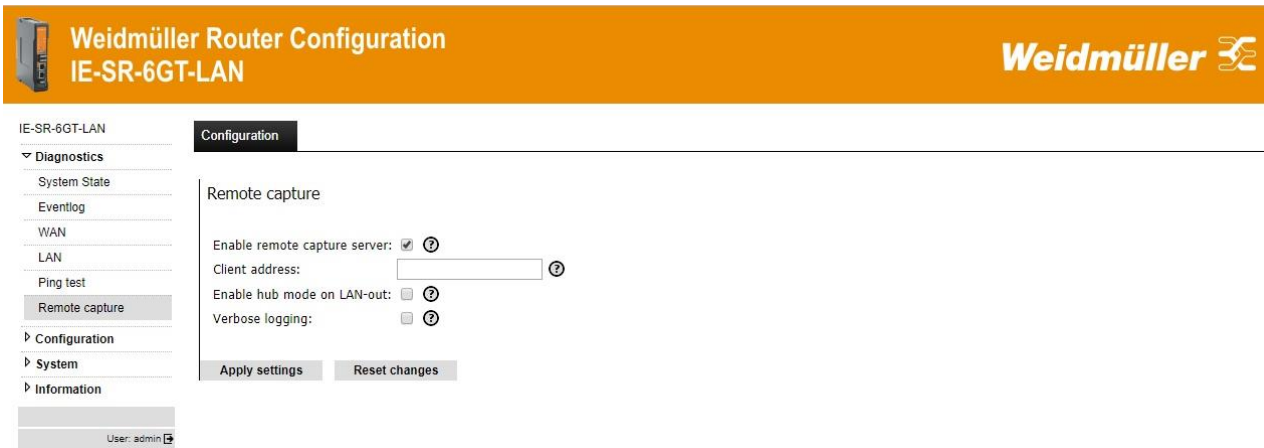 Weidmüller Router Configuration
IE-SR-6GT-LAN
Weidmüller
IE-SR-6GT-LAN
Diagnostics
System State
Eventlog
WAN
LAN
Ping test
Remote capture
Configuration
System
Information
User: admin
Configuration
Remote capture
Enable remote capture server:
Client address:
Enable hub mode on LAN-out:
Verbose logging:
Apply settings Reset changes